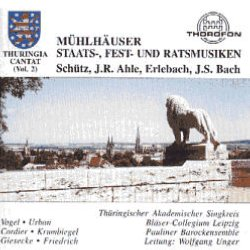 THURINGIA
CANTAT
(Vol. 2)
MÜHLHÄUSER
STAATS-, FEST- UND RATSMUSIKEN
Schütz, J.R. Ahle, Erlebach, J.S. Bach
THOROFON
Vogel · Urban
Cordier · Krumbiegel
Giesecke · Friedrich
Thüringischer Akademischer Singkreis
Bläser-Collegium Leipzig
Pauliner Barockensemble
Leitung: Wolfgang Unger